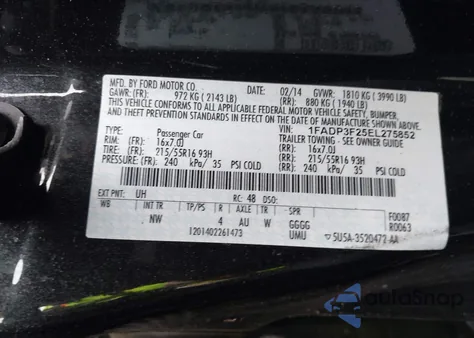 MFD. BY FORD MOTOR CO.
DATE: 02/14 GVWR: 1810 KG ( 3990 LB)
GAWR: (FR): 972 KG ( 2143 LB) (RR): 880 KG ( 1940 LB)
THIS VEHICLE CONFORMS TO ALL APPLICABLE FEDERAL MOTOR VEHICLE SAFETY, BUMPER,
AND THEFT PREVENTION STANDARDS IN EFFECT ON THE DATE OF MANUFACTURE SHOWN ABOVE.
VIN: 1FADP3F25EL275852
TYPE: Passenger Car TRAILER TOWING - SEE OWNER GUIDE
RIM: (FR): 16x7.0J (RR): 16x7.0J
TIRE: (FR): 215/55R16 93H (RR): 215/55R16 93H
PRESSURE: (FR): 240 kPa/ 35 PSI COLD (RR): 240 kPa/ 35 PSI COLD
EXT PNT: UH RC: 48 DSO:
WB INT TR TP/PS R AXLE TR SPR F0087
NW 4 AU W GGGG R0063
1201402261473 UMU 5U5A-3520472-AA
autoSnap